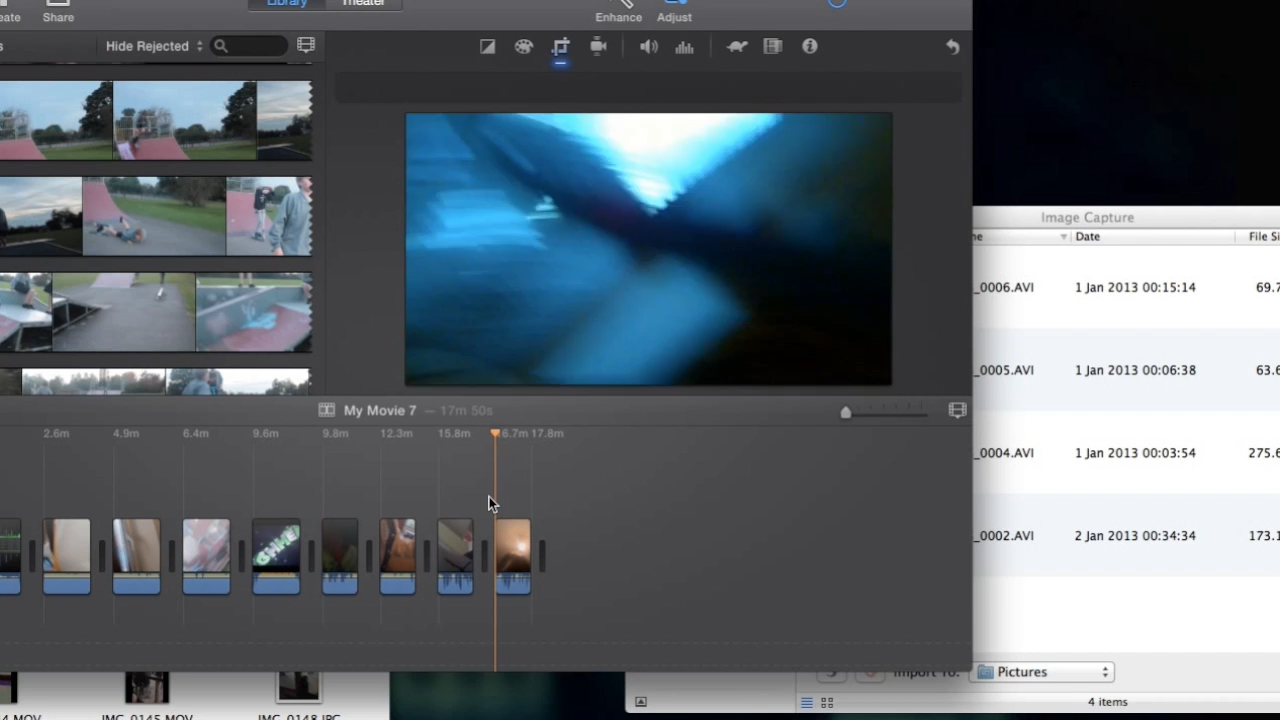 Share
Library
Theater
Enhance
Adjust
Hide Rejected
My Movie 7 — 17m 50s
2.6m 4.9m 6.4m 9.6m 9.8m 12.3m 15.8m 6.7m 17.8m
Image Capture
Date
File Si
_0006.AVI 1 Jan 2013 00:15:14 69.7
_0005.AVI 1 Jan 2013 00:06:38 63.6
_0004.AVI 1 Jan 2013 00:03:54 275.6
_0002.AVI 2 Jan 2013 00:34:34 173.1
Import To: Pictures
4 items
IMG_0145.MOV
IMG_0148.JPG